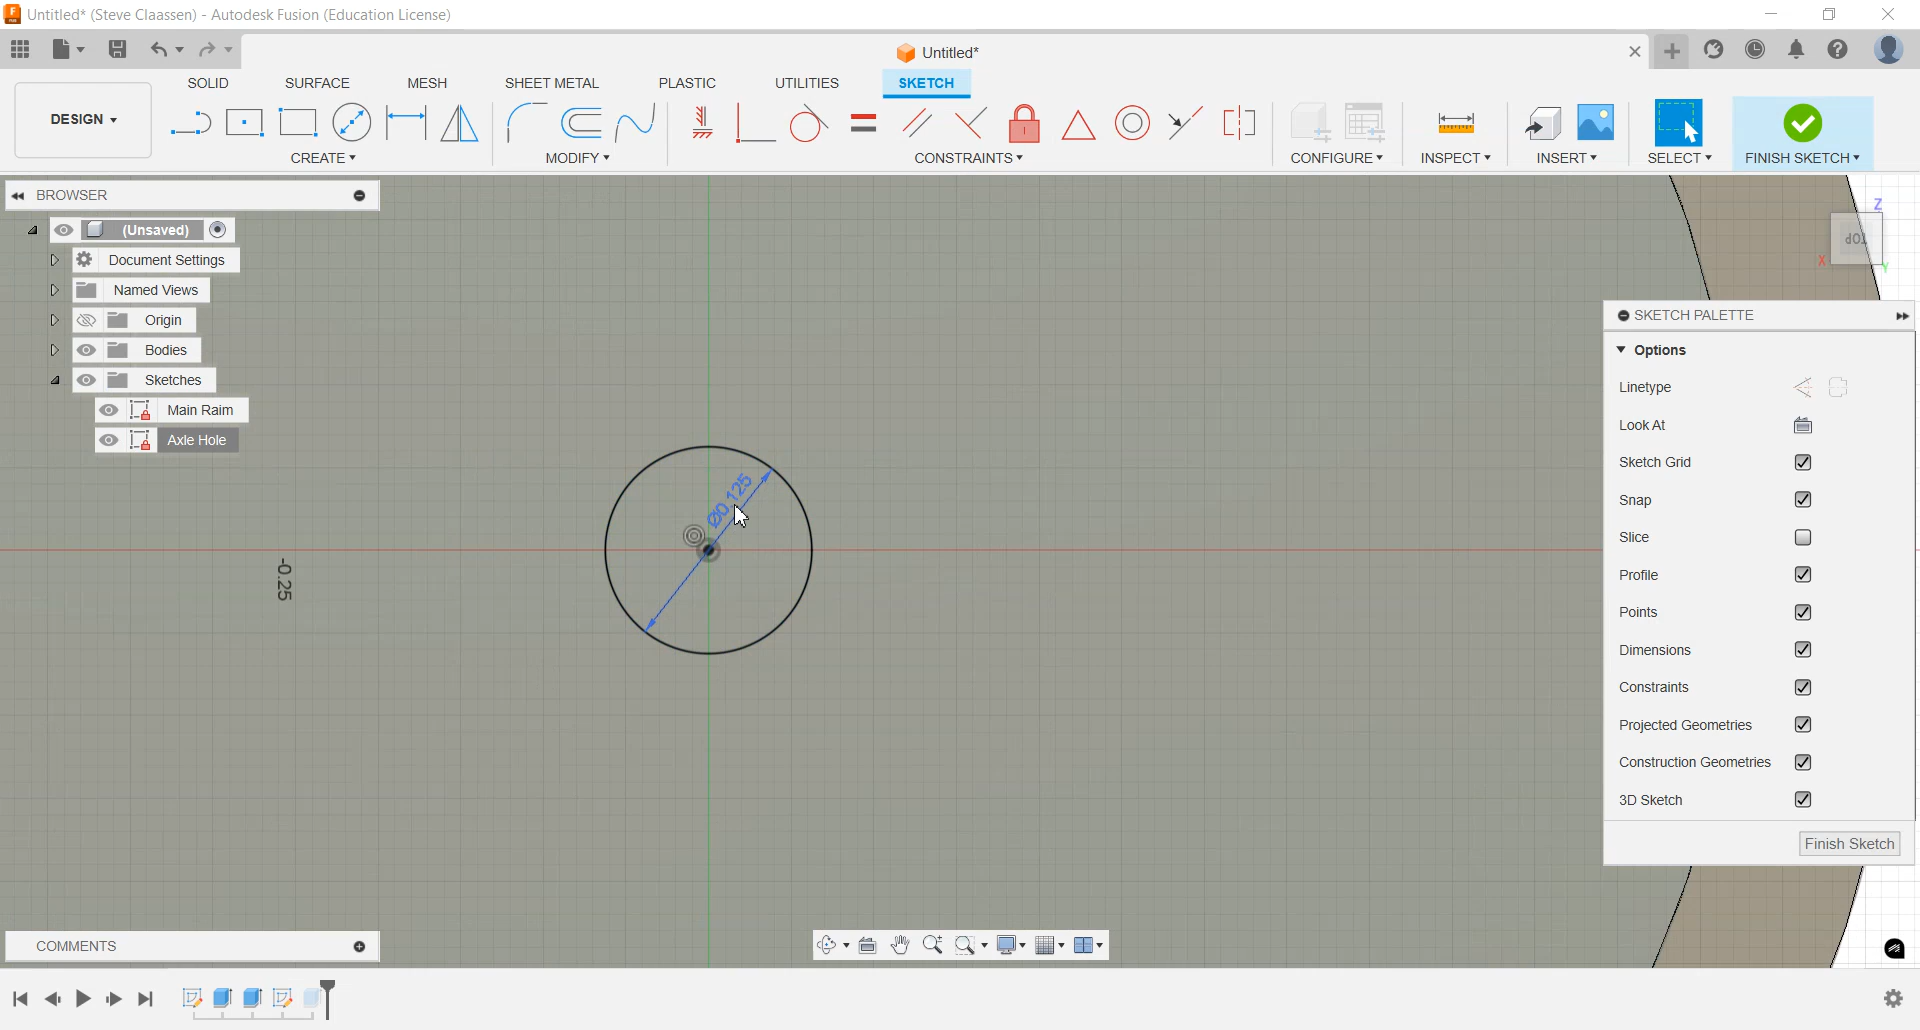 Untitled* (Steve Claassen) - Autodesk Fusion (Education License)
Untitled*
SOLID SURFACE MESH SHEET METAL PLASTIC UTILITIES SKETCH
DESIGN
CREATE MODIFY CONSTRAINTS CONFIGURE INSPECT INSERT SELECT FINISH SKETCH
BROWSER
(Unsaved)
Document Settings
Named Views
Origin
Bodies
Sketches
Main Raim
Axle Hole
Z
TOP
X
Y
Ø0.125
-0.25
SKETCH PALETTE
Options
Linetype
Look At
Sketch Grid
Snap
Slice
Profile
Points
Dimensions
Constraints
Projected Geometries
Construction Geometries
3D Sketch
Finish Sketch
COMMENTS